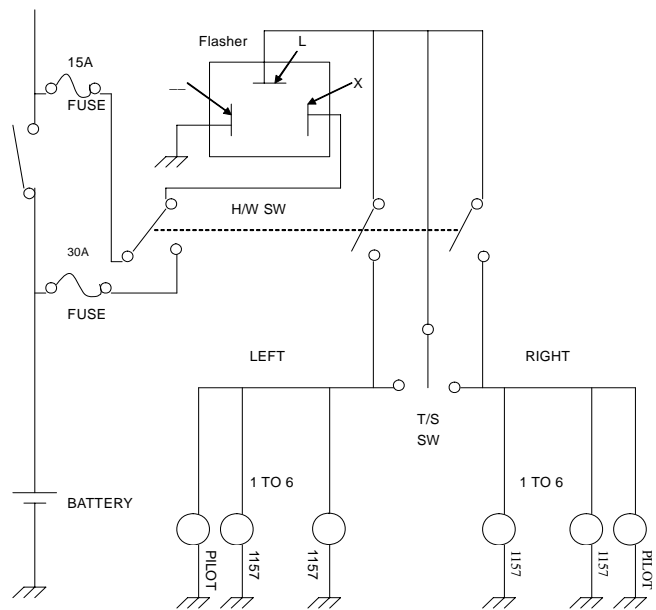 Flasher
L
15A
FUSE
—
X
H/W SW
30A
FUSE
LEFT
RIGHT
T/S
SW
1 TO 6
1 TO 6
BATTERY
PILOT
1157
1157
1157
1157
PILOT